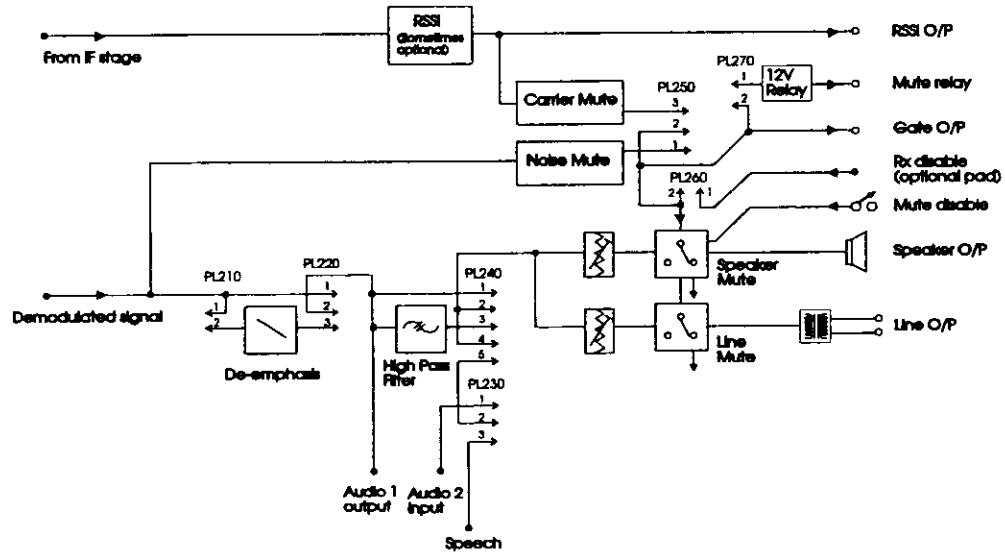 RSSI
(sometimes
optional)
RSSI O/P
From IF stage
PL270
1
12V
Relay
Mute relay
PL250
Carrier Mute
3
2
2
Gate O/P
1
Noise Mute
Rx disable
(optional pad)
PL260
2
1
Mute disable
PL210
PL220
PL240
Speaker O/P
1
1
Speaker
Mute
Demodulated signal
1
2
2
2
3
3
4
Line O/P
De-emphasis
High Pass
Filter
5
Line
Mute
PL230
1
2
3
Audio 1
output
Audio 2
input
Speech